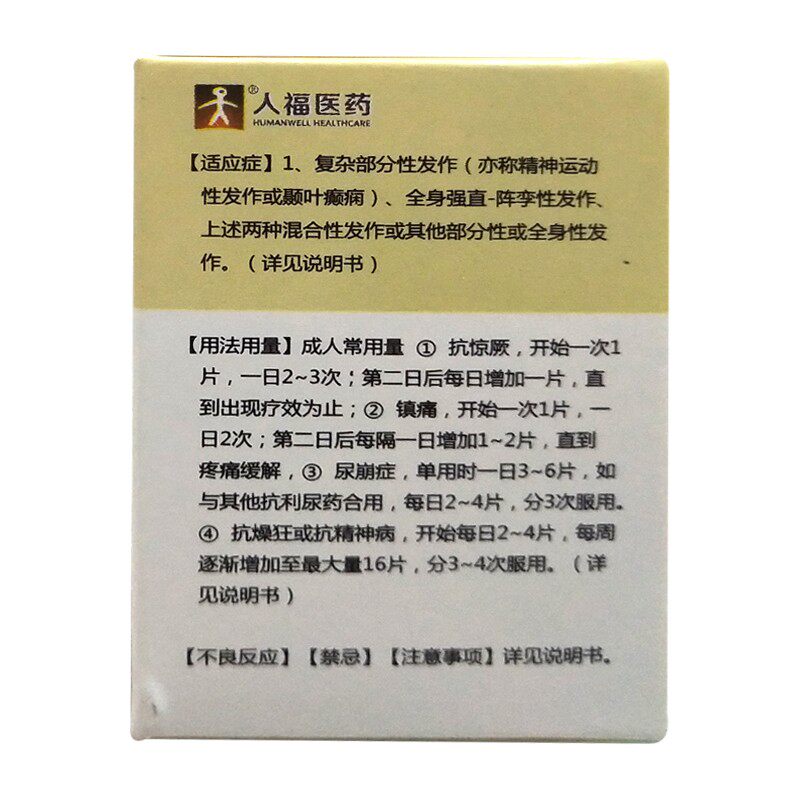 人福医药®
HUMANWELL HEALTHCARE
【适应症】1、复杂部分性发作（亦称精神运动
性发作或颞叶癫痫）、全身强直-阵孪性发作、
上述两种混合性发作或其他部分性或全身性发
作。（详见说明书）
【用法用量】成人常用量 ① 抗惊厥，开始一次1
片，一日2~3次；第二日后每日增加一片，直
到出现疗效为止；② 镇痛，开始一次1片，一
日2次；第二日后每隔一日增加1~2片，直到
疼痛缓解，③ 尿崩症，单用时一日3~6片，如
与其他抗利尿药合用，每日2~4片，分3次服用。
④ 抗燥狂或抗精神病，开始每日2~4片，每周
逐渐增加至最大量16片，分3~4次服用。（详
见说明书）
【不良反应】【禁忌】【注意事项】详见说明书。